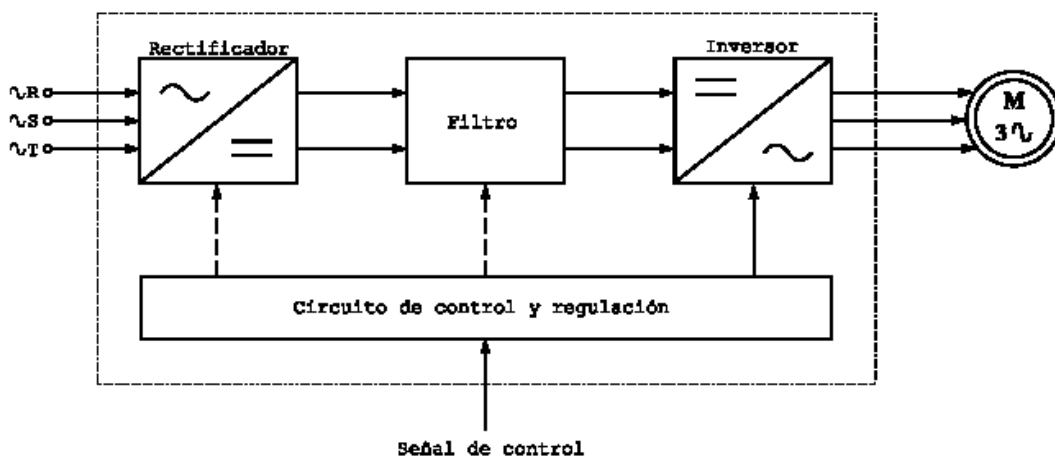 Rectificador
Inversor
∿R
∿S
∿T
Filtro
M
3∿
Circuito de control y regulación
Señal de control